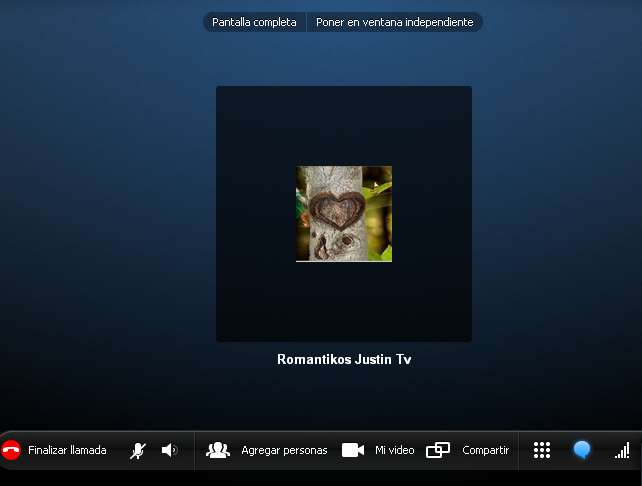 Pantalla completa
Poner en ventana independiente
Romantikos Justin Tv
Finalizar llamada
Agregar personas
Mi video
Compartir